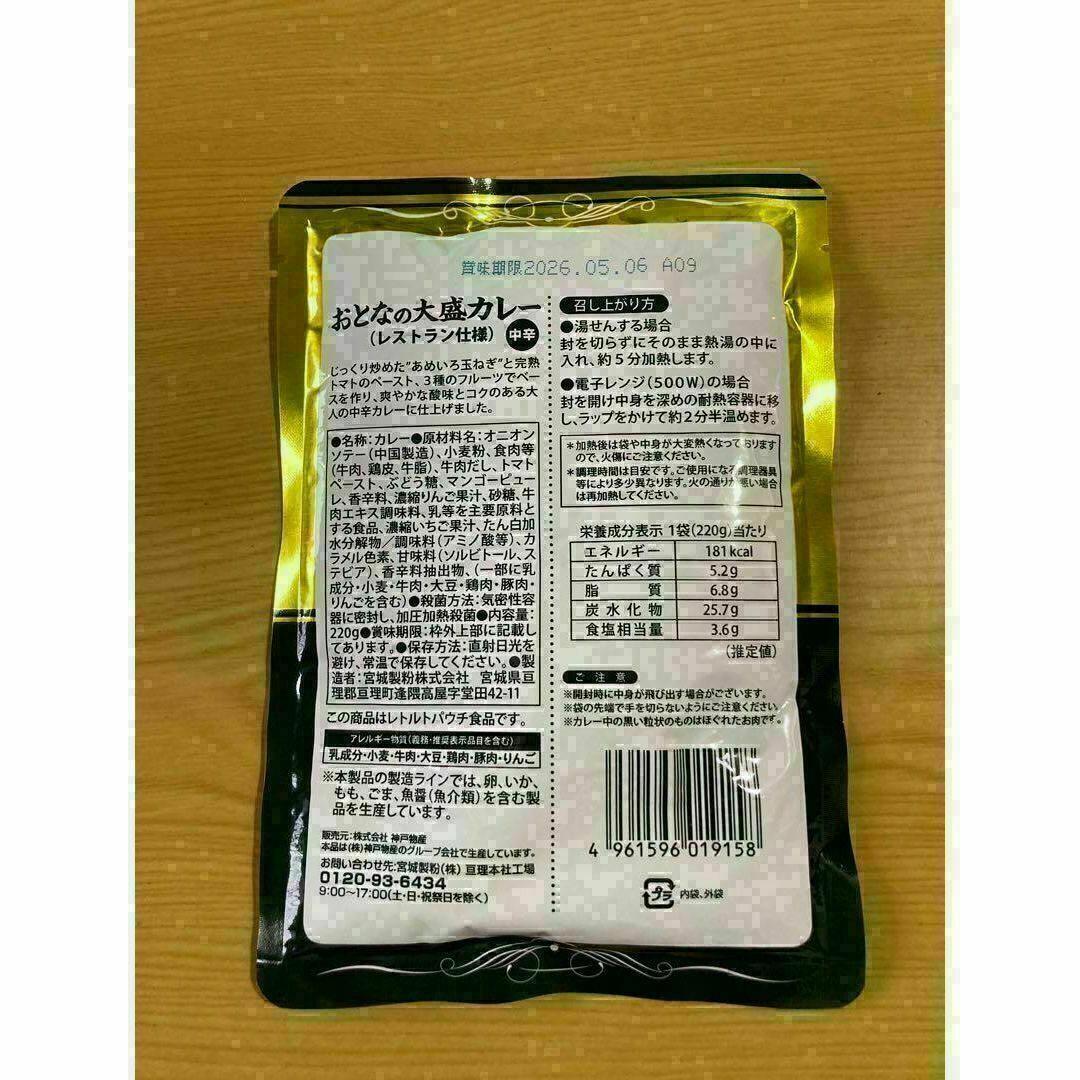 賞味期限2026.05.06 A09
おとなの大盛カレー
(レストラン仕様) 中辛
じっくり炒めた"あめいろ玉ねぎ"と完熟
トマトのペースト、3種のフルーツでベー
スを作り、爽やかな酸味とコクのある大
人の中辛カレーに仕上げました。
●名称:カレー●原材料名:オニオン
ソテー(中国製造)、小麦粉、食肉等
(牛肉、鶏皮、牛脂)、牛肉だし、トマト
ペースト、ぶどう糖、マンゴーピュー
レ、香辛料、濃縮りんご果汁、砂糖、牛
肉エキス調味料、乳等を主要原料と
する食品、濃縮いちご果汁、たん白加
水分解物/調味料(アミノ酸等)、カ
ラメル色素、甘味料(ソルビトール、ス
テビア)、香辛料抽出物、(一部に乳
成分・小麦・牛肉・大豆・鶏肉・豚肉・
りんごを含む)●殺菌方法:気密性容
器に密封し、加圧加熱殺菌●内容量:
220g●賞味期限:枠外上部に記載し
てあります。●保存方法:直射日光を
避け、常温で保存してください。●製
造者:宮城製粉株式会社 宮城県亘
理郡亘理町逢隈高屋字堂田42-11
この商品はレトルトパウチ食品です。
アレルギー物質(義務・推奨表示品目を含む)
乳成分・小麦・牛肉・大豆・鶏肉・豚肉・りんご
※本製品の製造ラインでは、卵、いか、
もも、ごま、魚醤(魚介類)を含む製
品を生産しています。
販売元:株式会社 神戸物産
本品は(株)神戸物産のグループ会社で生産しています。
お問い合わせ先:宮城製粉(株) 亘理本社工場
0120-93-6434
9:00〜17:00(土・日・祝祭日を除く)
召し上がり方
●湯せんする場合
封を切らずにそのまま熱湯の中に
入れ、約5分加熱します。
●電子レンジ(500W)の場合
封を開け中身を深めの耐熱容器に移
し、ラップをかけて約2分半温めます。
*加熱後は袋や中身が大変熱くなっております
ので、火傷にご注意ください。
*調理時間は目安です。ご使用になる調理器具
等により多少異なります。火の通りが悪い場合
は再加熱してください。
栄養成分表示 1袋(220g)当たり
エネルギー 181kcal
たんぱく質 5.2g
脂質 6.8g
炭水化物 25.7g
食塩相当量 3.6g
(推定値)
ご注意
※開封時に中身が飛び出す場合がございます。
※袋の先端で手を切らないようにご注意ください。
※カレー中の黒い粒状のものはほぐれたお肉です。
4 961596 019158
プラ 内袋、外袋